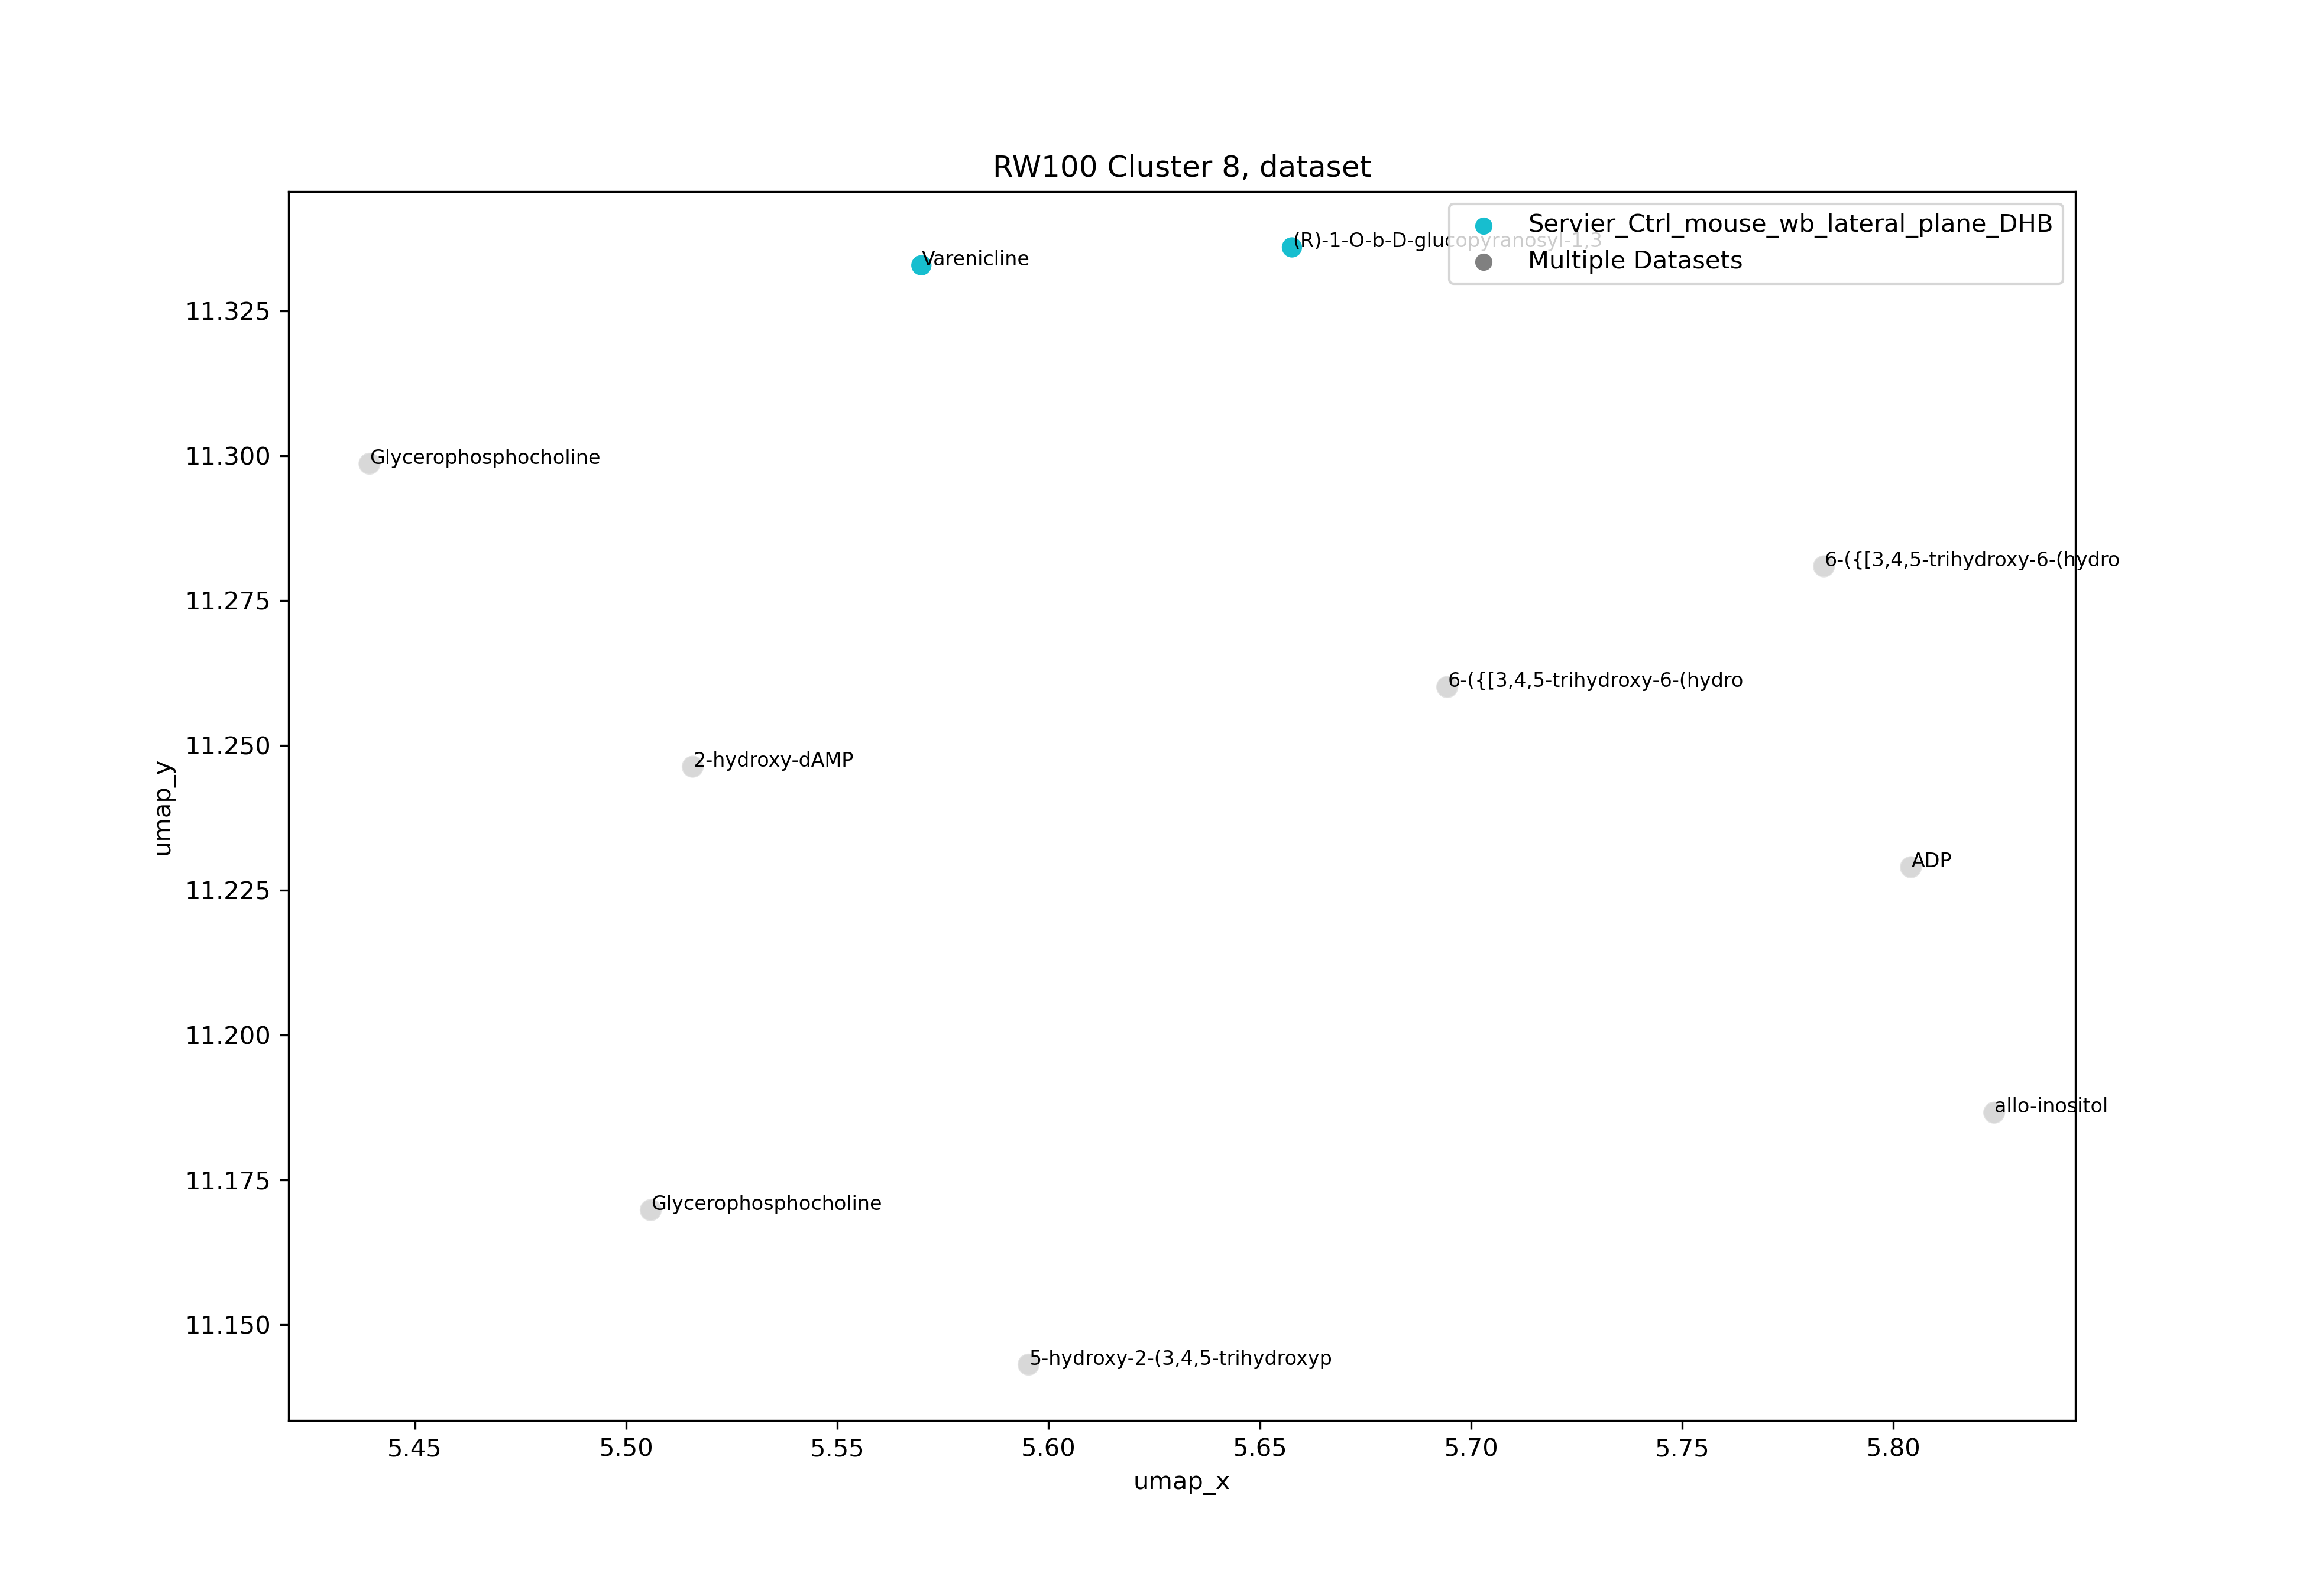 RW100 Cluster 8, dataset
Servier_Ctrl_mouse_wb_lateral_plane_DHB
Multiple Datasets
(R)-1-O-b-D-glucopyranosyl-1,3
Varenicline
Glycerophosphocholine
6-({[3,4,5-trihydroxy-6-(hydro
6-({[3,4,5-trihydroxy-6-(hydro
2-hydroxy-dAMP
ADP
allo-inositol
Glycerophosphocholine
5-hydroxy-2-(3,4,5-trihydroxyp
11.325
11.300
11.275
11.250
11.225
11.200
11.175
11.150
umap_y
5.45 5.50 5.55 5.60 5.65 5.70 5.75 5.80
umap_x